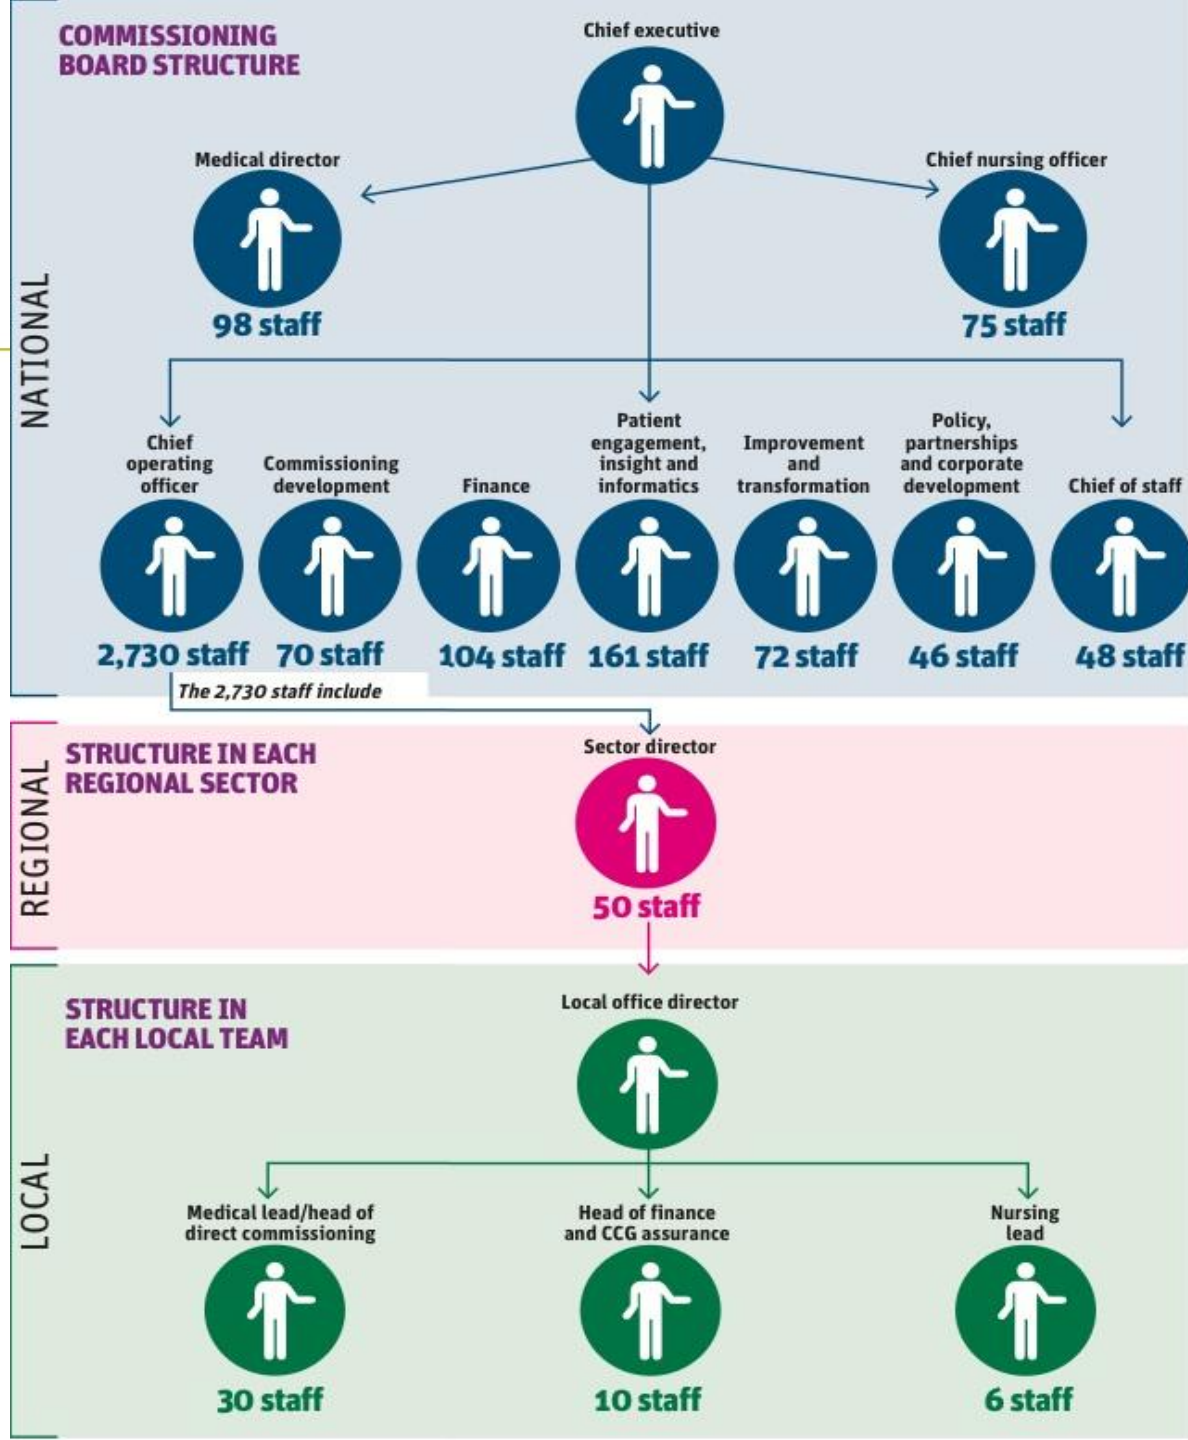 COMMISSIONING
BOARD STRUCTURE
Chief executive
Medical director
Chief nursing officer
98 staff
75 staff
NATIONAL
Chief
operating
officer
Commissioning
development
Finance
Patient
engagement,
insight and
informatics
Improvement
and
transformation
Policy,
partnerships
and corporate
development
Chief of staff
2,730 staff
70 staff
104 staff
161 staff
72 staff
46 staff
48 staff
The 2,730 staff include
REGIONAL
STRUCTURE IN EACH
REGIONAL SECTOR
Sector director
50 staff
LOCAL
STRUCTURE IN
EACH LOCAL TEAM
Local office director
Medical lead/head of
direct commissioning
Head of finance
and CCG assurance
Nursing
lead
30 staff
10 staff
6 staff